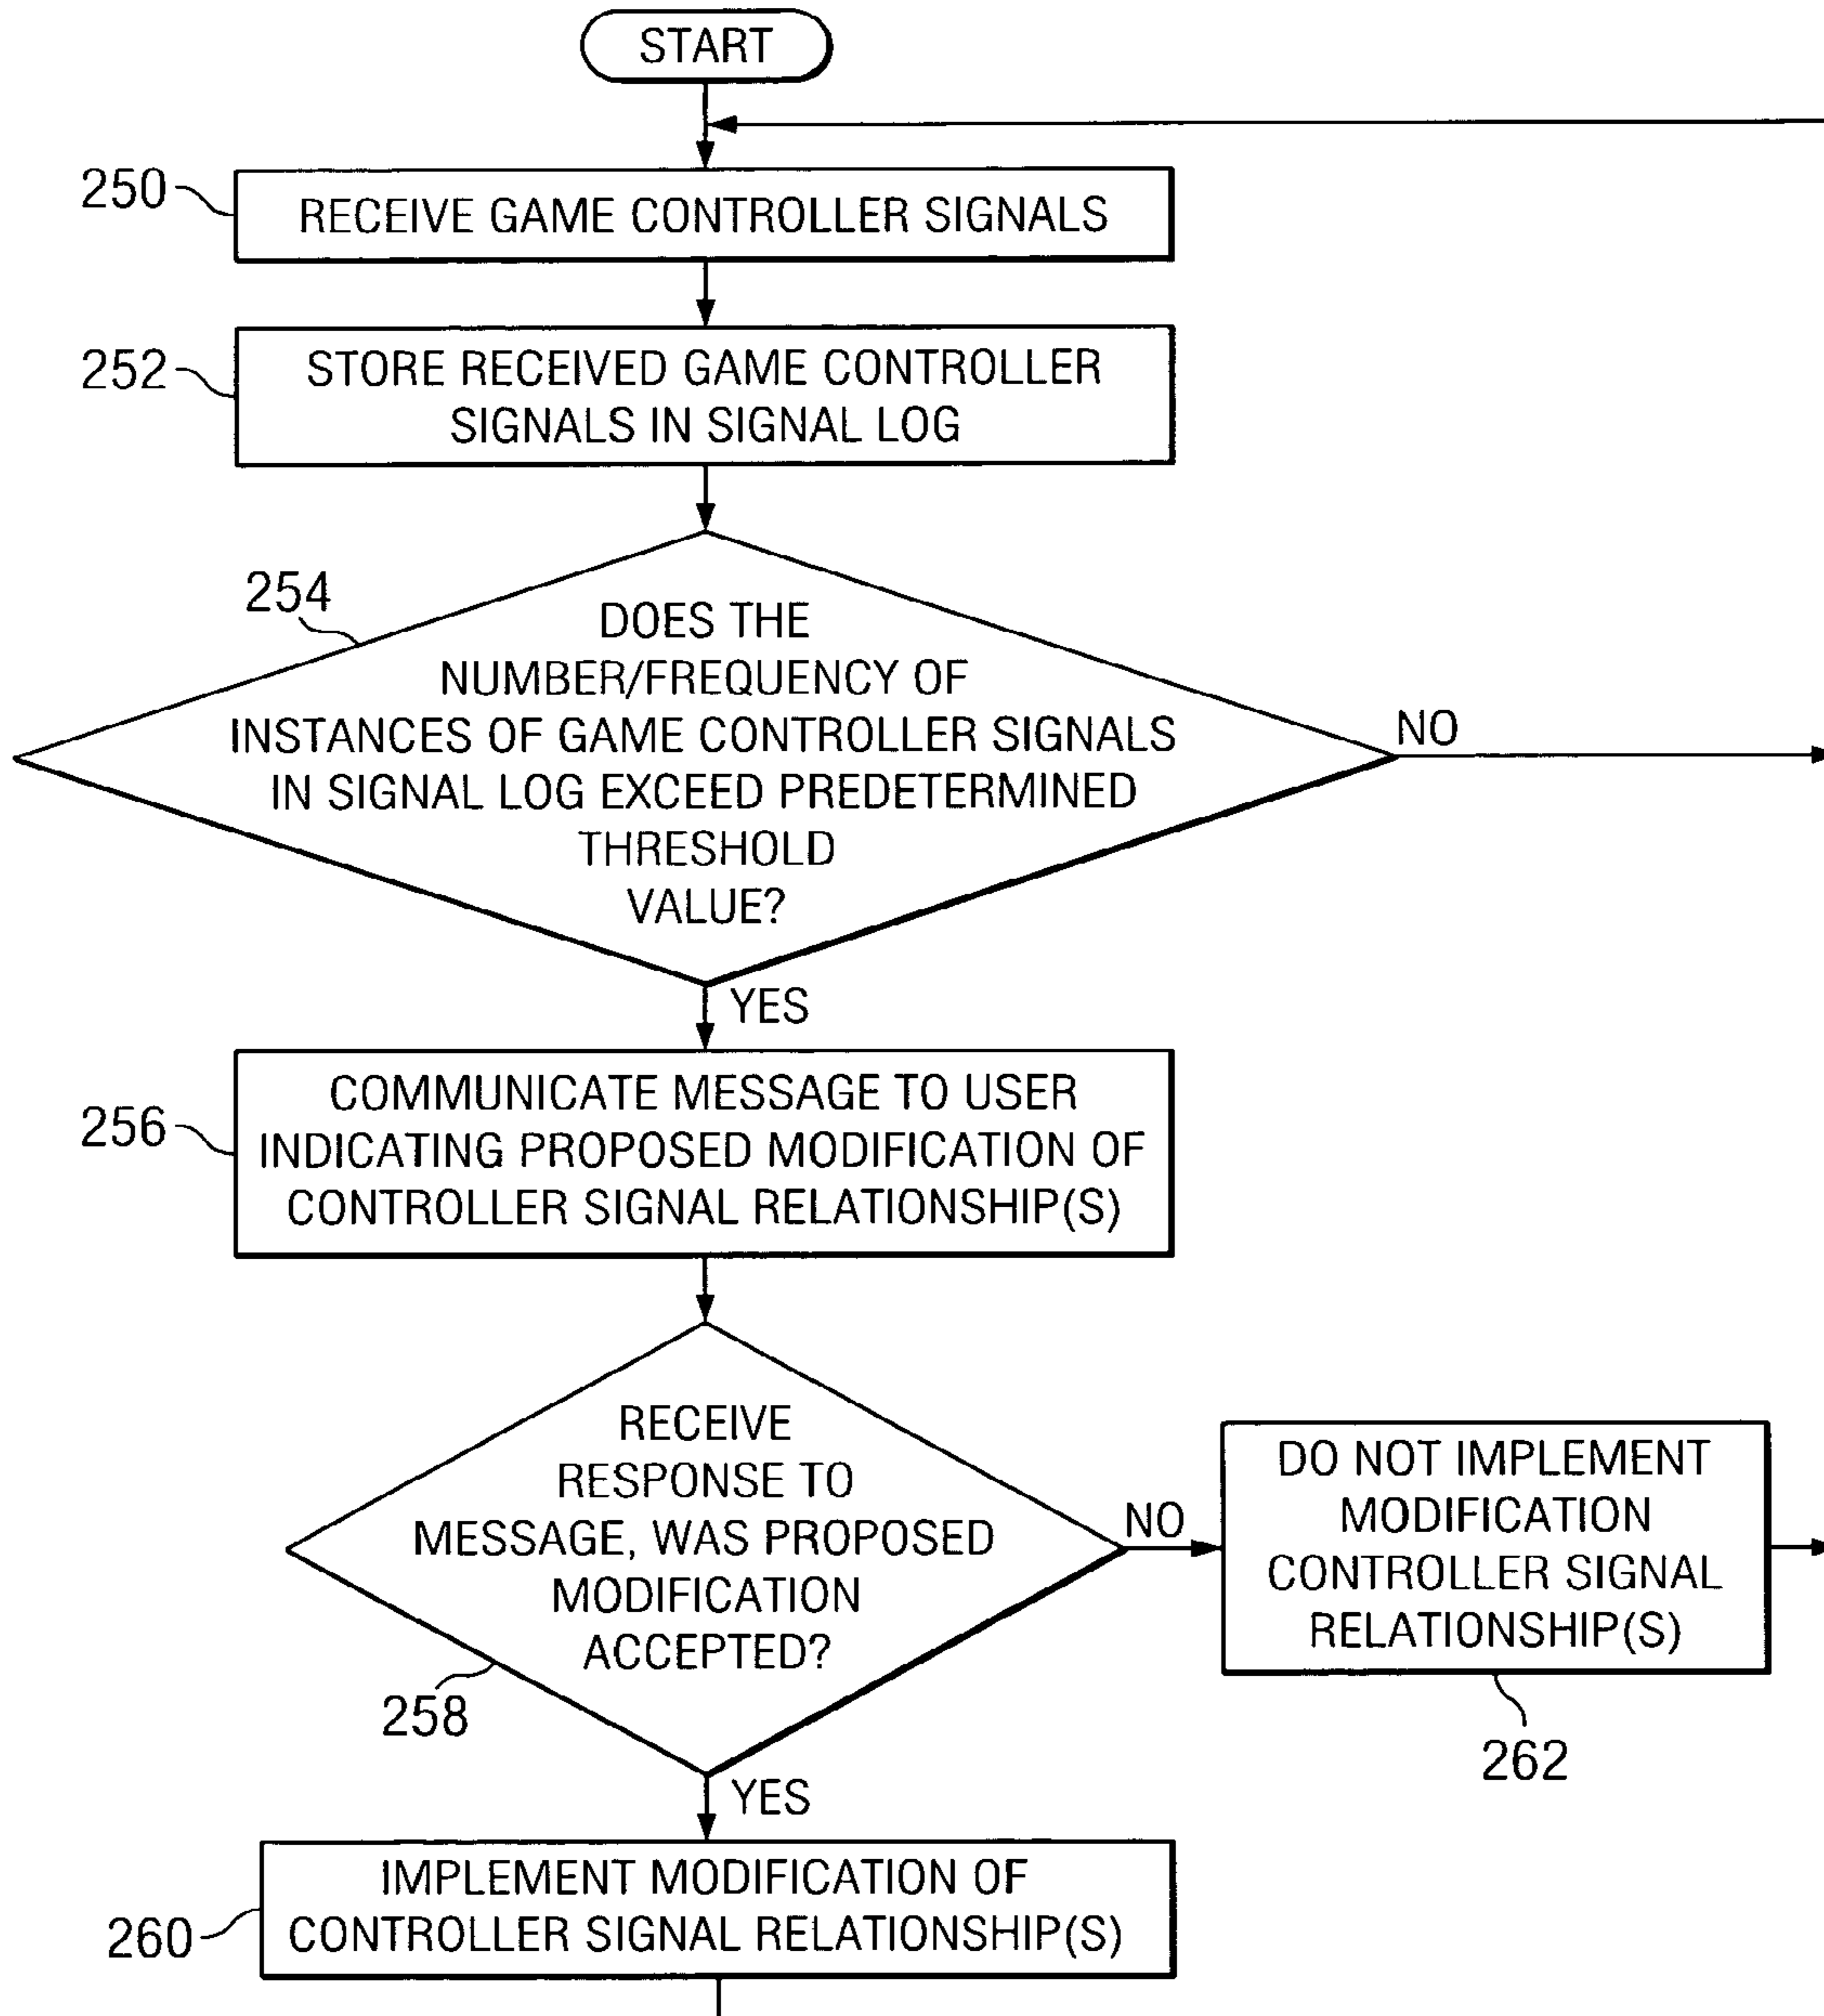 START
250
RECEIVE GAME CONTROLLER SIGNALS
252
STORE RECEIVED GAME CONTROLLER
SIGNALS IN SIGNAL LOG
254
DOES THE
NUMBER/FREQUENCY OF
INSTANCES OF GAME CONTROLLER SIGNALS
IN SIGNAL LOG EXCEED PREDETERMINED
THRESHOLD
VALUE?
NO
YES
256
COMMUNICATE MESSAGE TO USER
INDICATING PROPOSED MODIFICATION OF
CONTROLLER SIGNAL RELATIONSHIP(S)
RECEIVE
RESPONSE TO
MESSAGE, WAS PROPOSED
MODIFICATION
ACCEPTED?
258
NO
DO NOT IMPLEMENT
MODIFICATION
CONTROLLER SIGNAL
RELATIONSHIP(S)
262
YES
260
IMPLEMENT MODIFICATION OF
CONTROLLER SIGNAL RELATIONSHIP(S)